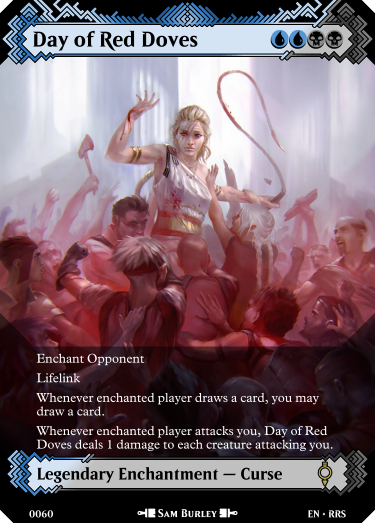 Day of Red Doves
Enchant Opponent
Lifelink
Whenever enchanted player draws a card, you may
draw a card.
Whenever enchanted player attacks you, Day of Red
Doves deals 1 damage to each creature attacking you.
Legendary Enchantment — Curse
0060
Sam Burley
EN • RRS